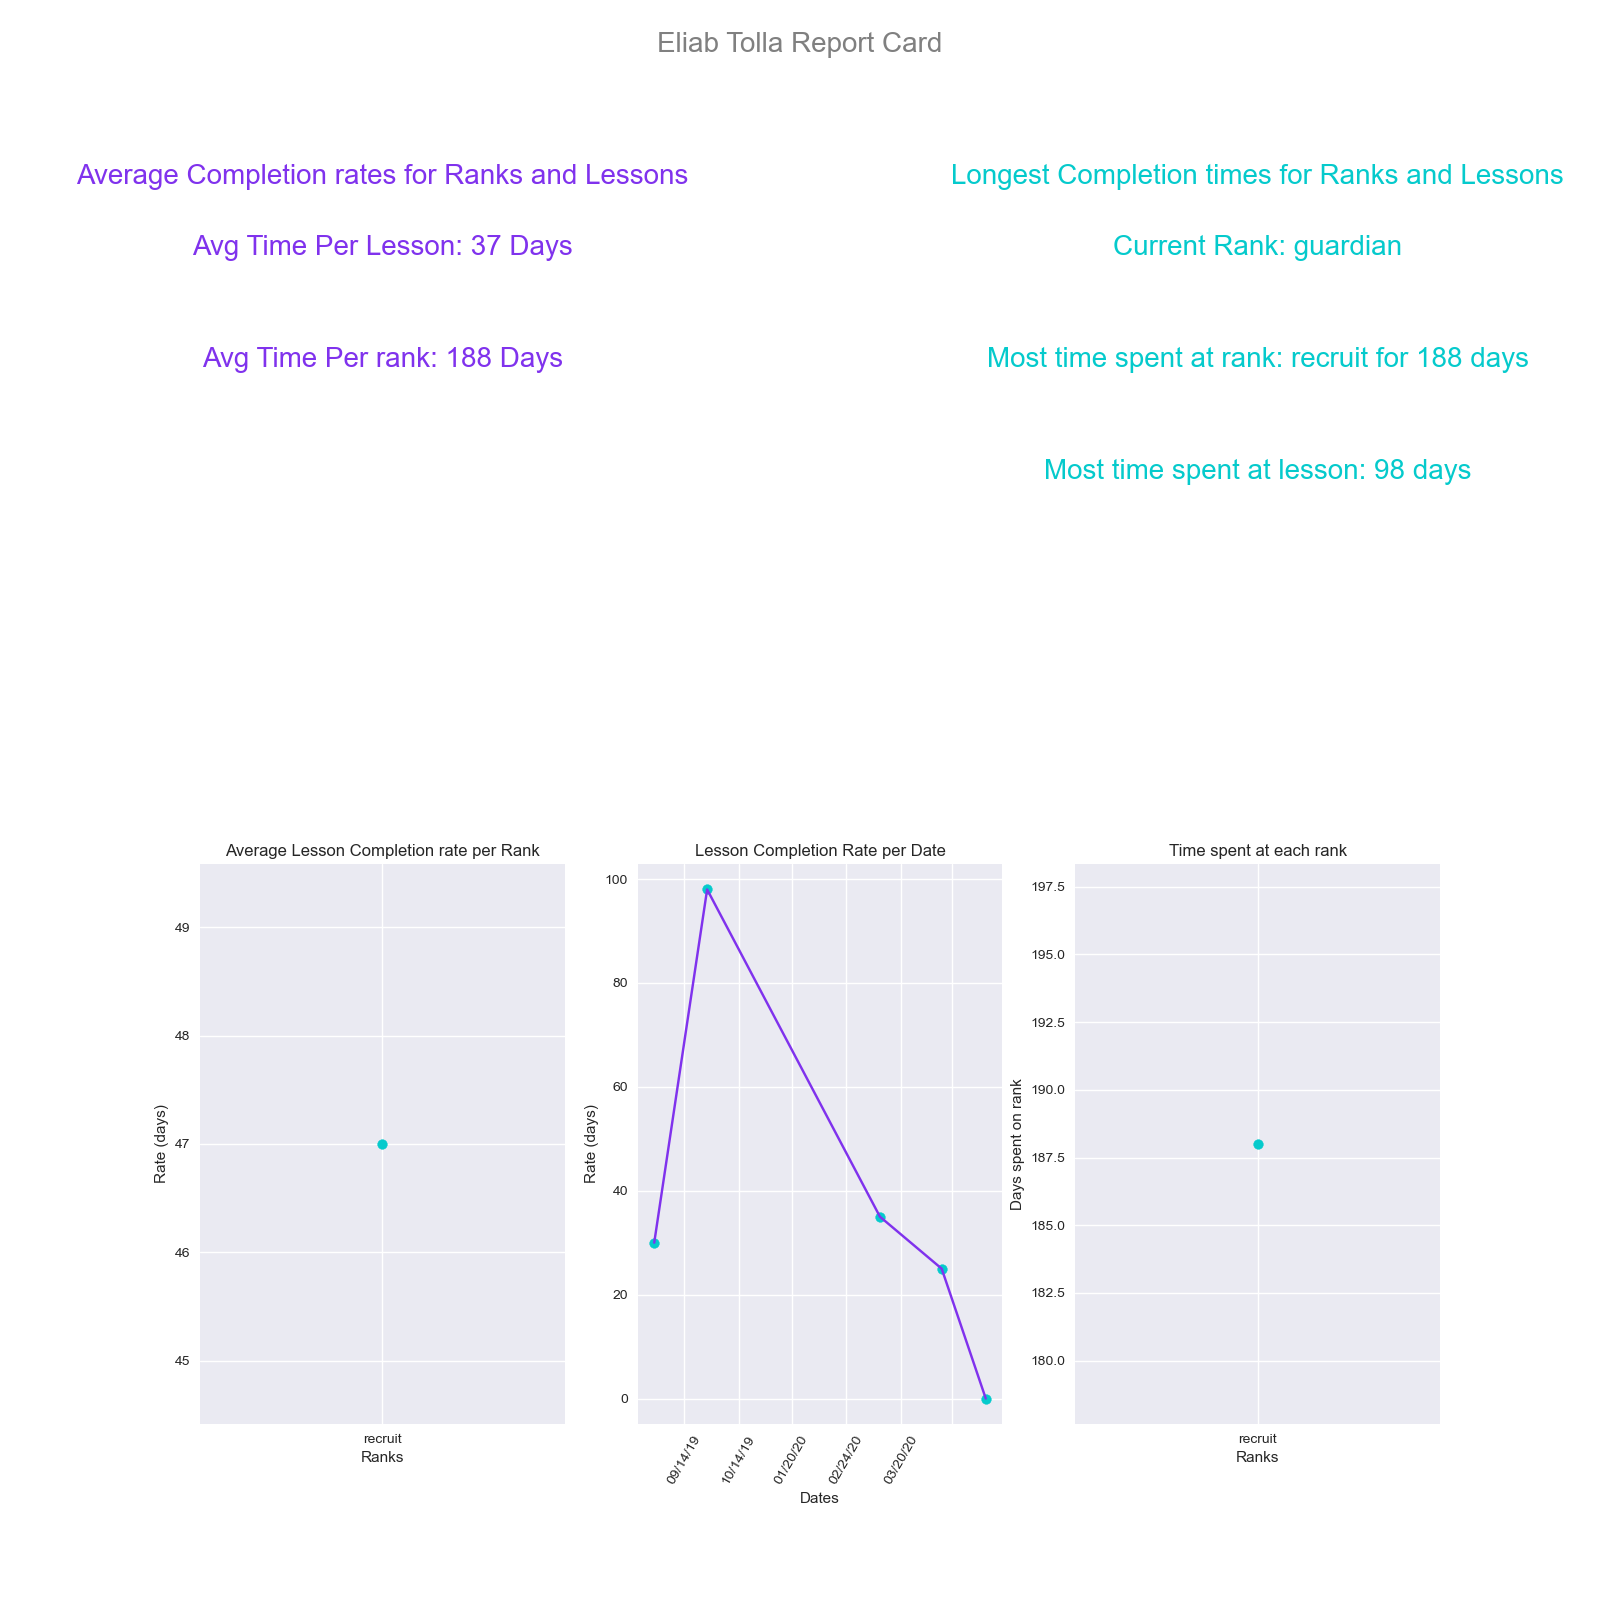 Eliab Tolla Report Card
Average Completion rates for Ranks and Lessons
Avg Time Per Lesson: 37 Days
Avg Time Per rank: 188 Days
Longest Completion times for Ranks and Lessons
Current Rank: guardian
Most time spent at rank: recruit for 188 days
Most time spent at lesson: 98 days
Average Lesson Completion rate per Rank
Rate (days)
49
48
47
46
45
recruit
Ranks
Lesson Completion Rate per Date
Rate (days)
100
80
60
40
20
0
09/14/19
10/14/19
01/20/20
02/24/20
03/20/20
Dates
Time spent at each rank
Days spent on rank
197.5
195.0
192.5
190.0
187.5
185.0
182.5
180.0
recruit
Ranks